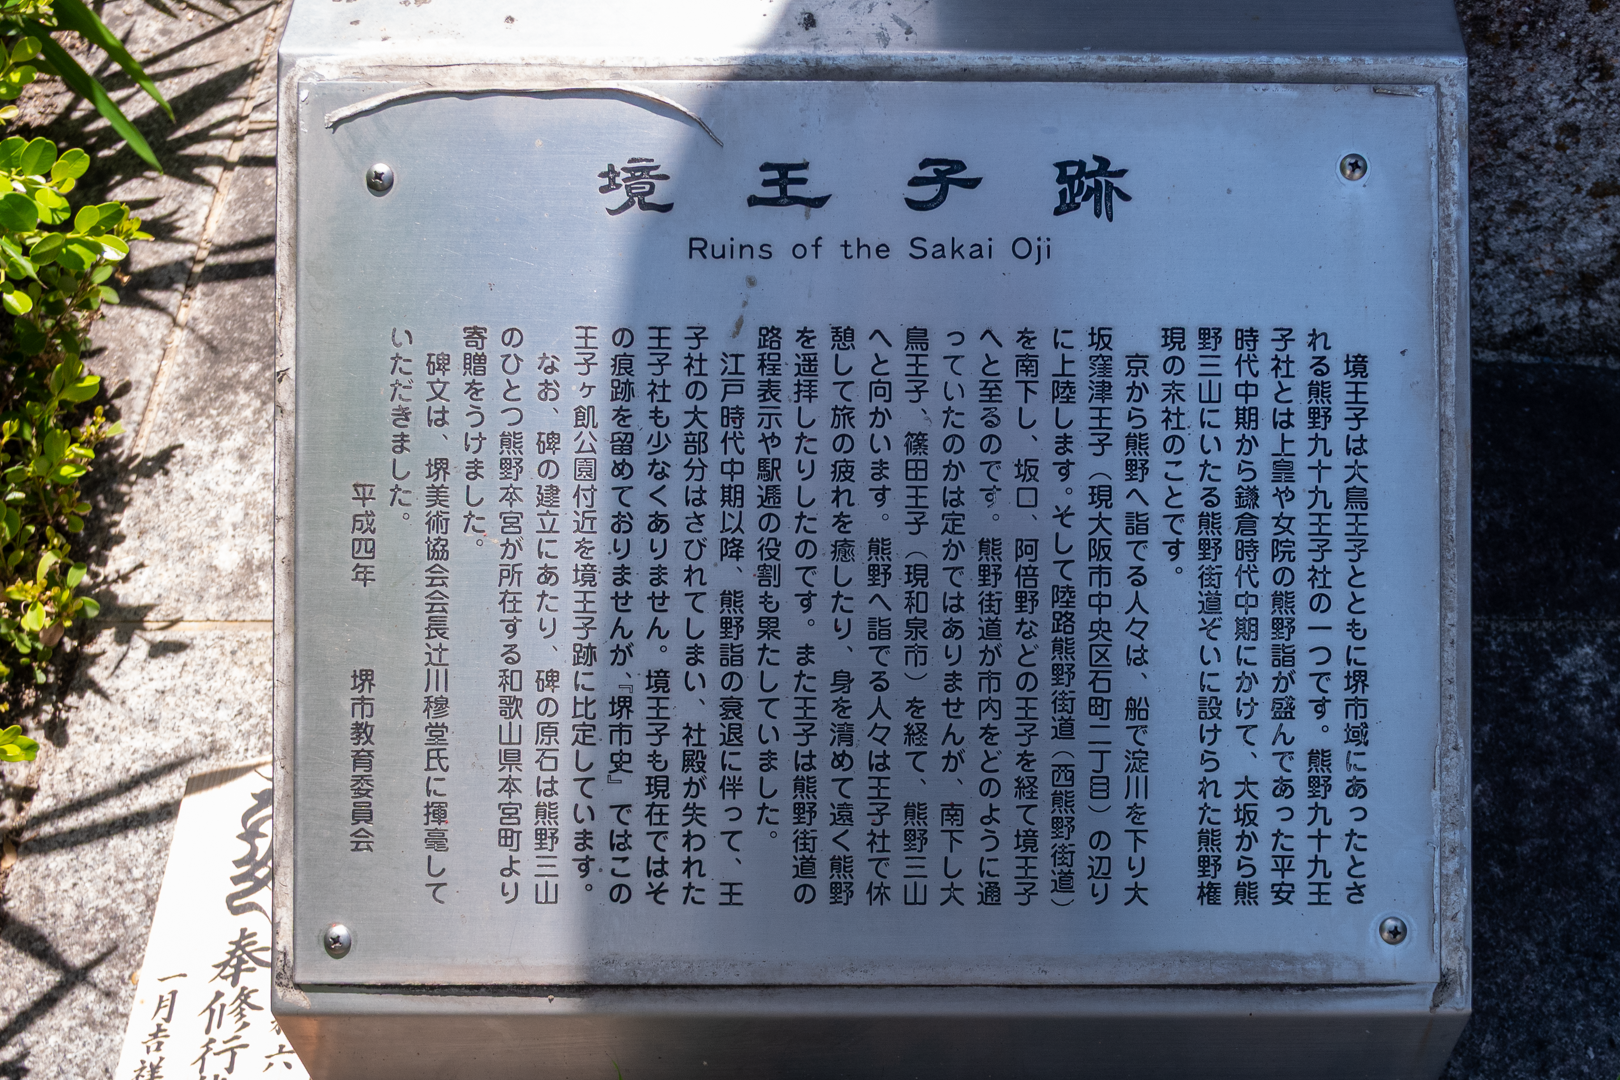 境王子跡
Ruins of the Sakai Oji
境王子は大鳥王子とともに堺市域にあったとさ
れる熊野九十九王子社の一つです。熊野九十九王
子社とは上皇や女院の熊野詣が盛んであった平安
時代中期から鎌倉時代中期にかけて、大坂から熊
野三山にいたる熊野街道ぞいに設けられた熊野権
現の末社のことです。
京から熊野へ詣でる人々は、船で淀川を下り大
坂窪津王子（現大阪市中央区石町二丁目）の辺り
に上陸します。そして陸路熊野街道（西熊野街道）
を南下し、坂口、阿倍野などの王子を経て境王子
へと至るのです。熊野街道が市内をどのように通
っていたのかは定かではありませんが、南下し大
鳥王子、篠田王子（現和泉市）を経て、熊野三山
へと向かいます。熊野へ詣でる人々は王子社で休
憩して旅の疲れを癒したり、身を清めて遠く熊野
を遥拝したりしたのです。また王子は熊野街道の
路程表示や駅逓の役割も果たしていました。
江戸時代中期以降、熊野詣の衰退に伴って、王
子社の大部分はさびれてしまい、社殿が失われた
王子社も少なくありません。境王子も現在ではそ
の痕跡を留めておりませんが、『堺市史』ではこの
王子ヶ飢公園付近を境王子跡に比定しています。
なお、碑の建立にあたり、碑の原石は熊野三山
のひとつ熊野本宮が所在する和歌山県本宮町より
寄贈をうけました。
碑文は、堺美術協会会長辻川穆堂氏に揮毫して
いただきました。
平成四年　堺市教育委員会
奉修行
一月吉祥
六